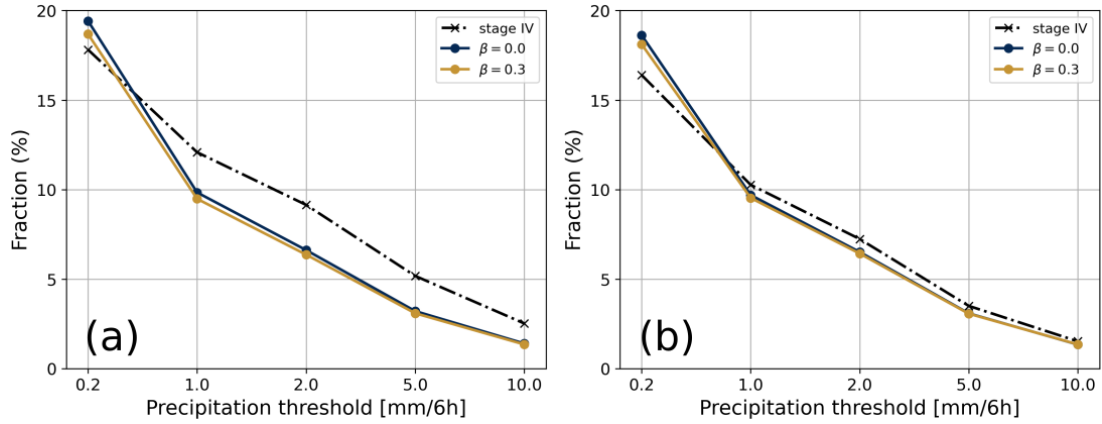 20
15
10
5
0
Fraction (%)
stage IV
β = 0.0
β = 0.3
(a)
0.2 1.0 2.0 5.0 10.0
Precipitation threshold [mm/6h]
20
15
10
5
0
Fraction (%)
stage IV
β = 0.0
β = 0.3
(b)
0.2 1.0 2.0 5.0 10.0
Precipitation threshold [mm/6h]